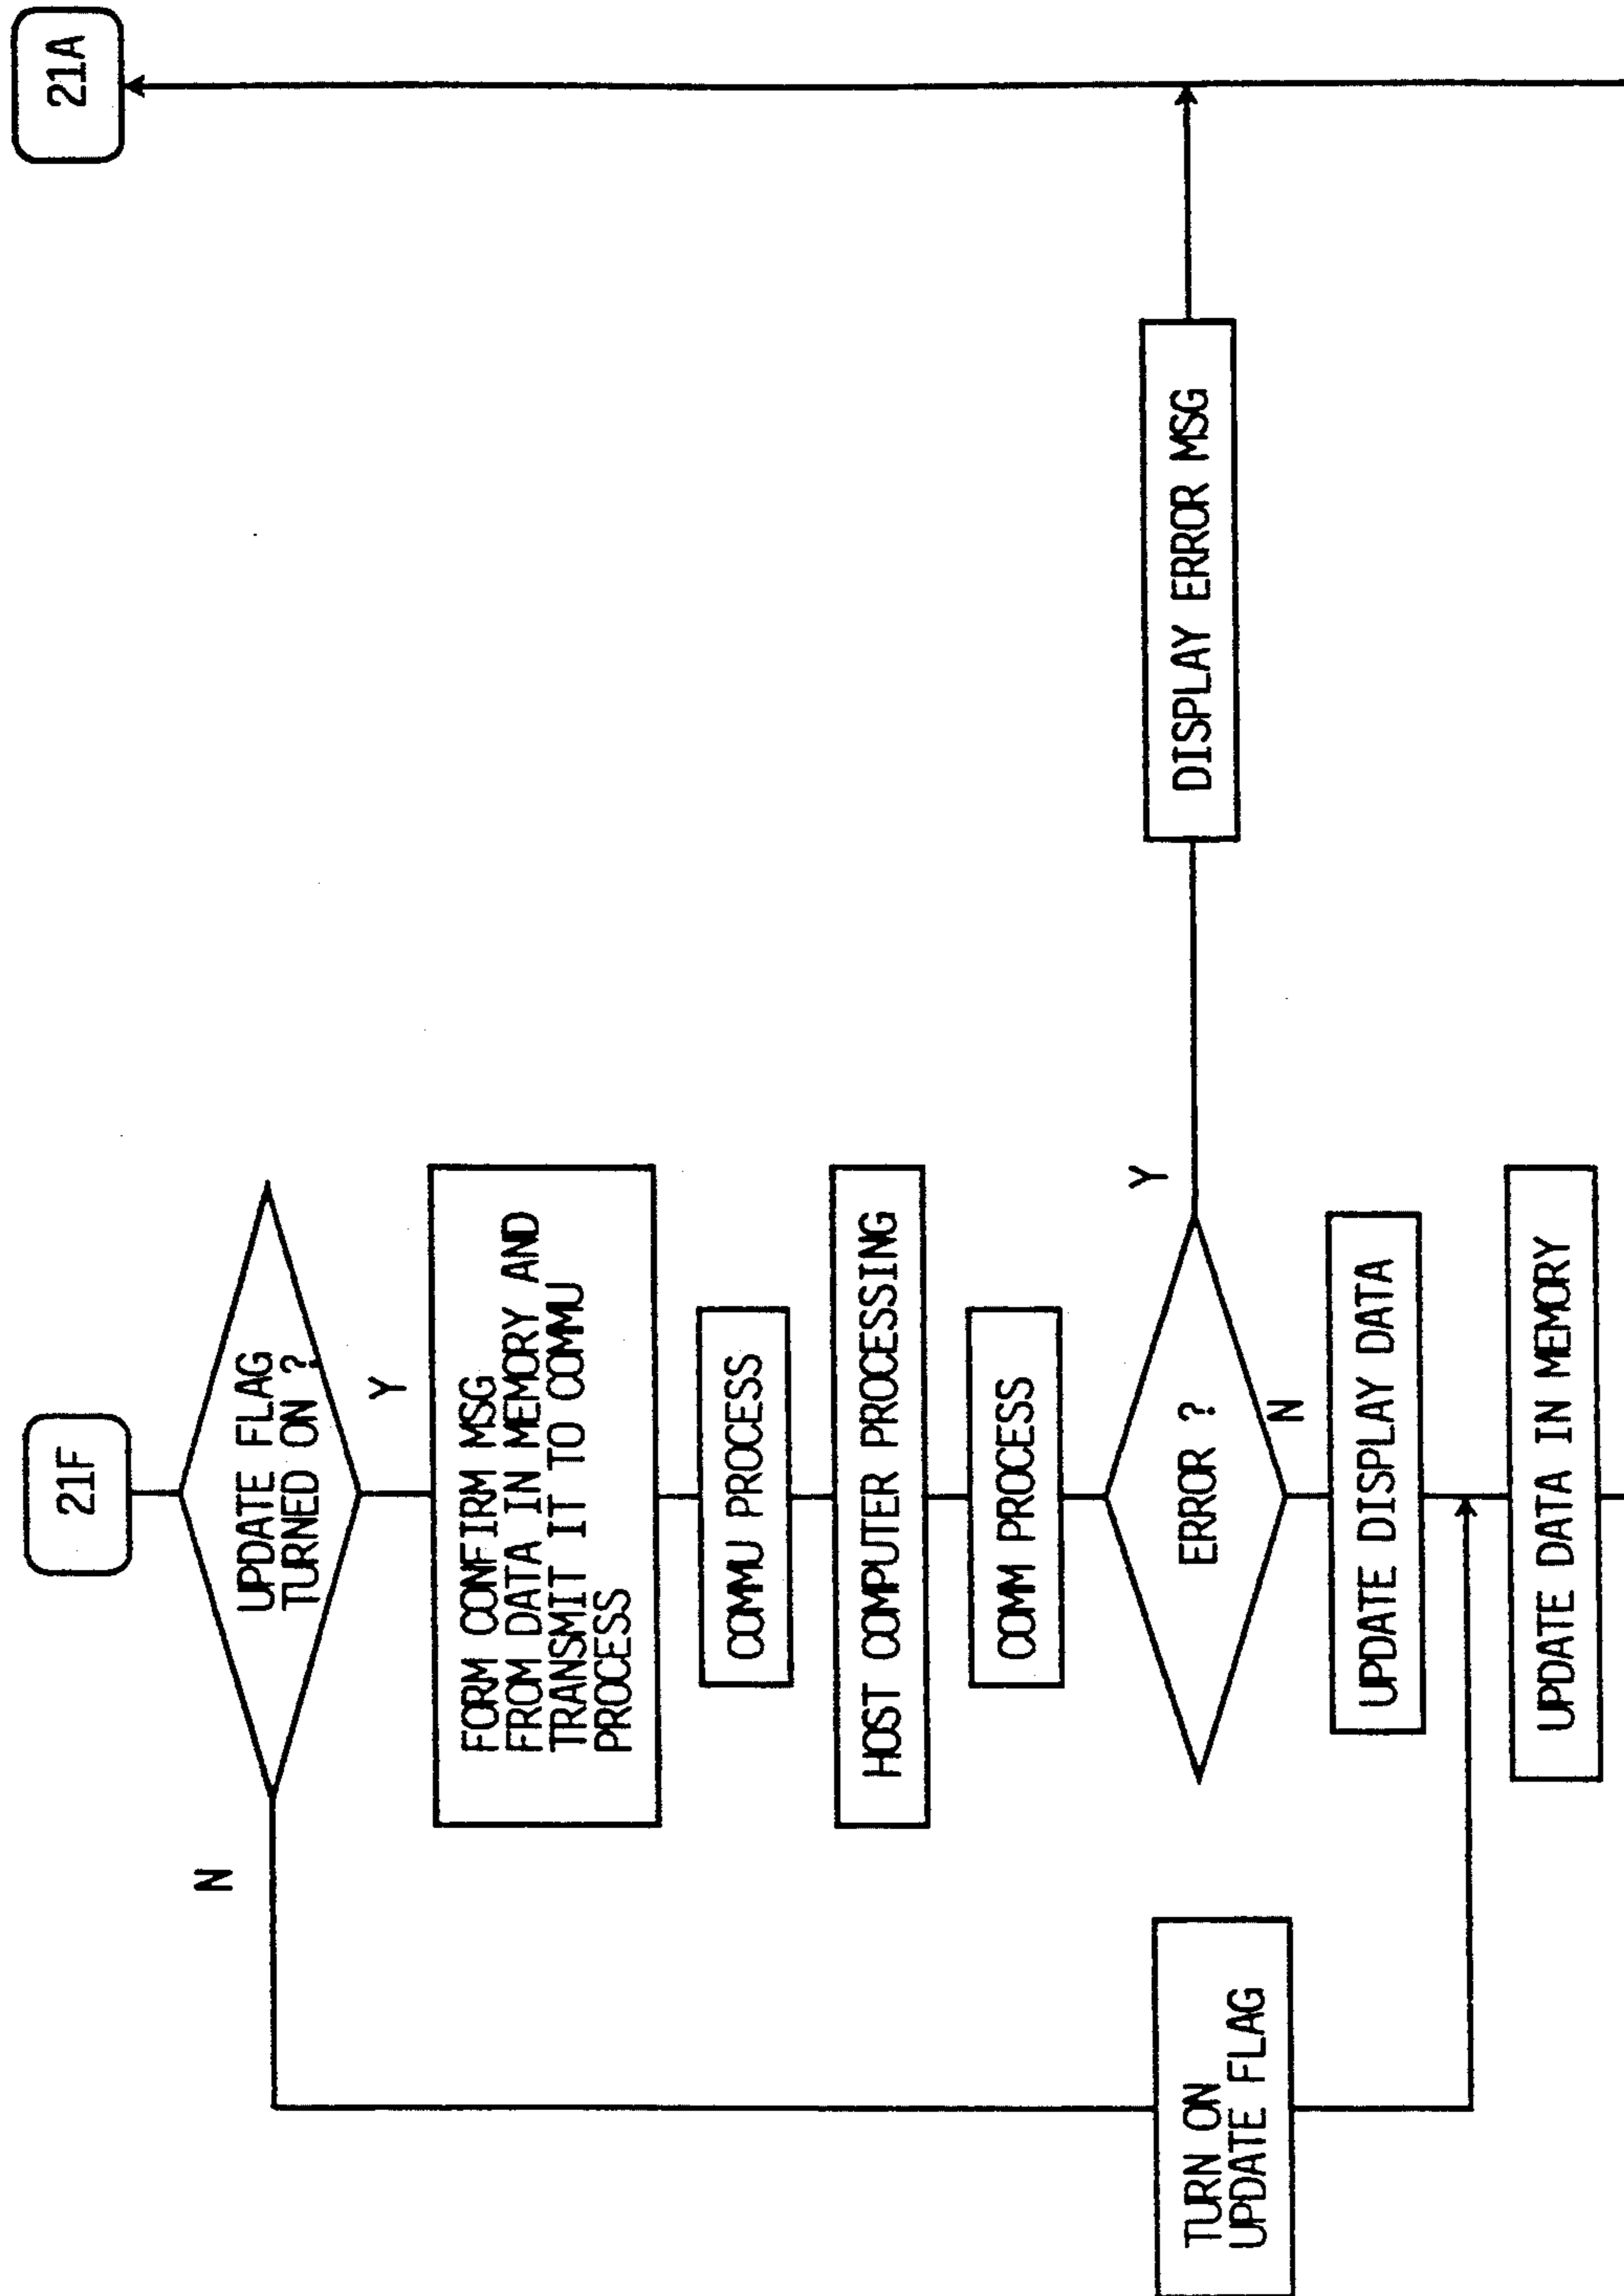 21F
21A
UPDATE FLAG
TURNED ON ?
N
Y
FORM CONFIRM MSG
FROM DATA IN MEMORY AND
TRANSMIT IT TO COMMU
PROCESS
COMMU PROCESS
HOST COMPUTER PROCESSING
COMM PROCESS
ERROR ?
Y
DISPLAY ERROR MSG
N
TURN ON
UPDATE FLAG
UPDATE DISPLAY DATA
UPDATE DATA IN MEMORY